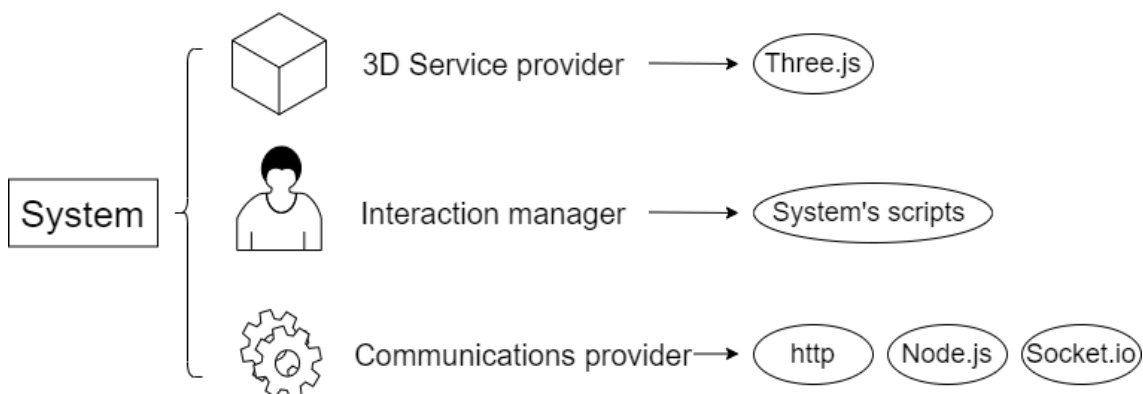 3D Service provider
Three.js
System
Interaction manager
System's scripts
Communications provider
http
Node.js
Socket.io